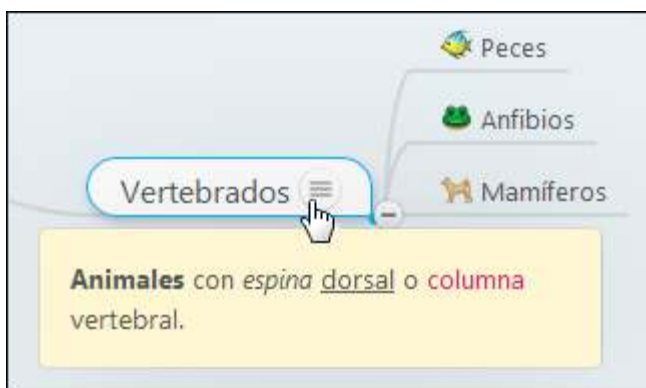 Peces
Anfibios
Vertebrados
Mamíferos
Animales con espina dorsal o columna
vertebral.